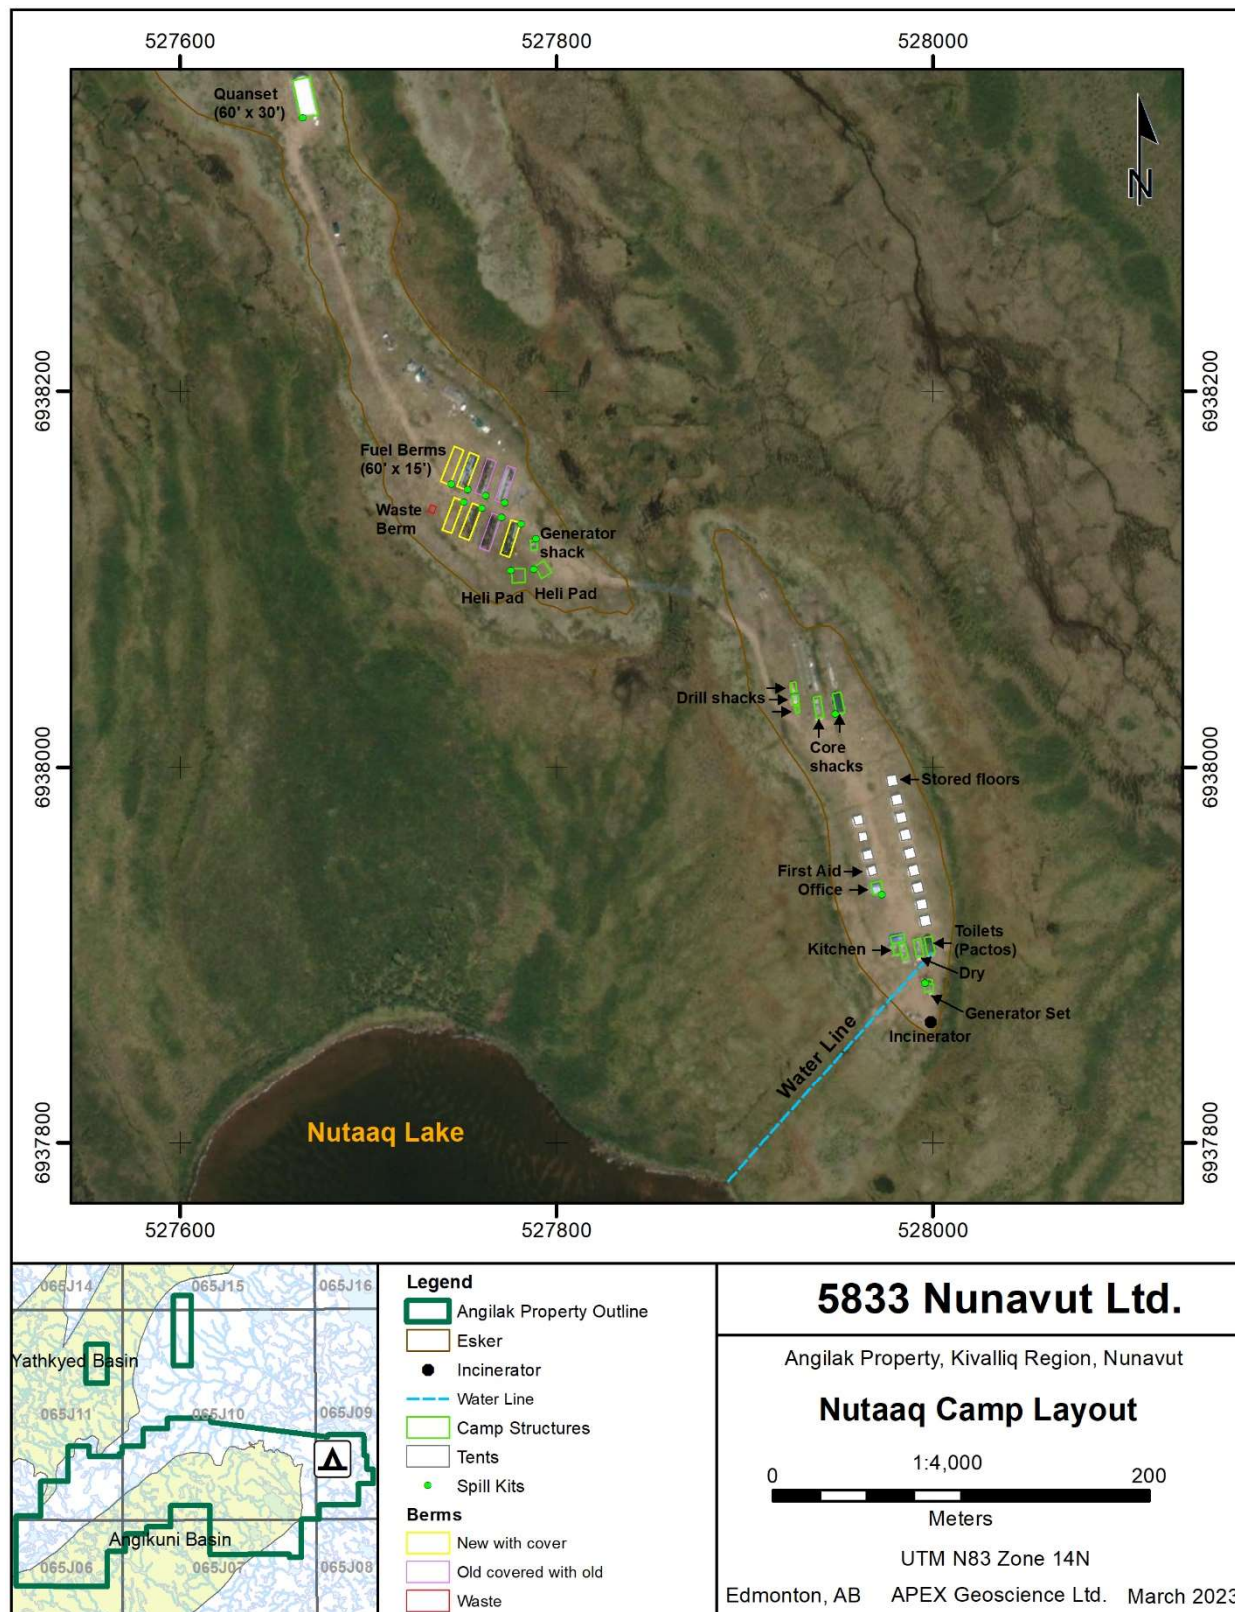 527600
527800
528000
Quanset
(60' x 30')
N
6938200
6938200
Fuel Berms
(60' x 15')
Waste
Berm
Generator
shack
Heli Pad
Heli Pad
Drill shacks
Core
shacks
6938000
6938000
Stored floors
First Aid
Office
Kitchen
Toilets
(Pactos)
Dry
Generator Set
Incinerator
Water Line
Nutaaq Lake
6937800
6937800
527600
527800
528000
065J14
065J15
065J16
Yathkyed Basin
065J11
065J10
065J09
Angikuni Basin
065J06
065J07
065J08
Legend
Angilak Property Outline
Esker
Incinerator
Water Line
Camp Structures
Tents
Spill Kits
Berms
New with cover
Old covered with old
Waste
5833 Nunavut Ltd.
Angilak Property, Kivalliq Region, Nunavut
Nutaaq Camp Layout
1:4,000
0
200
Meters
UTM N83 Zone 14N
Edmonton, AB APEX Geoscience Ltd. March 2023